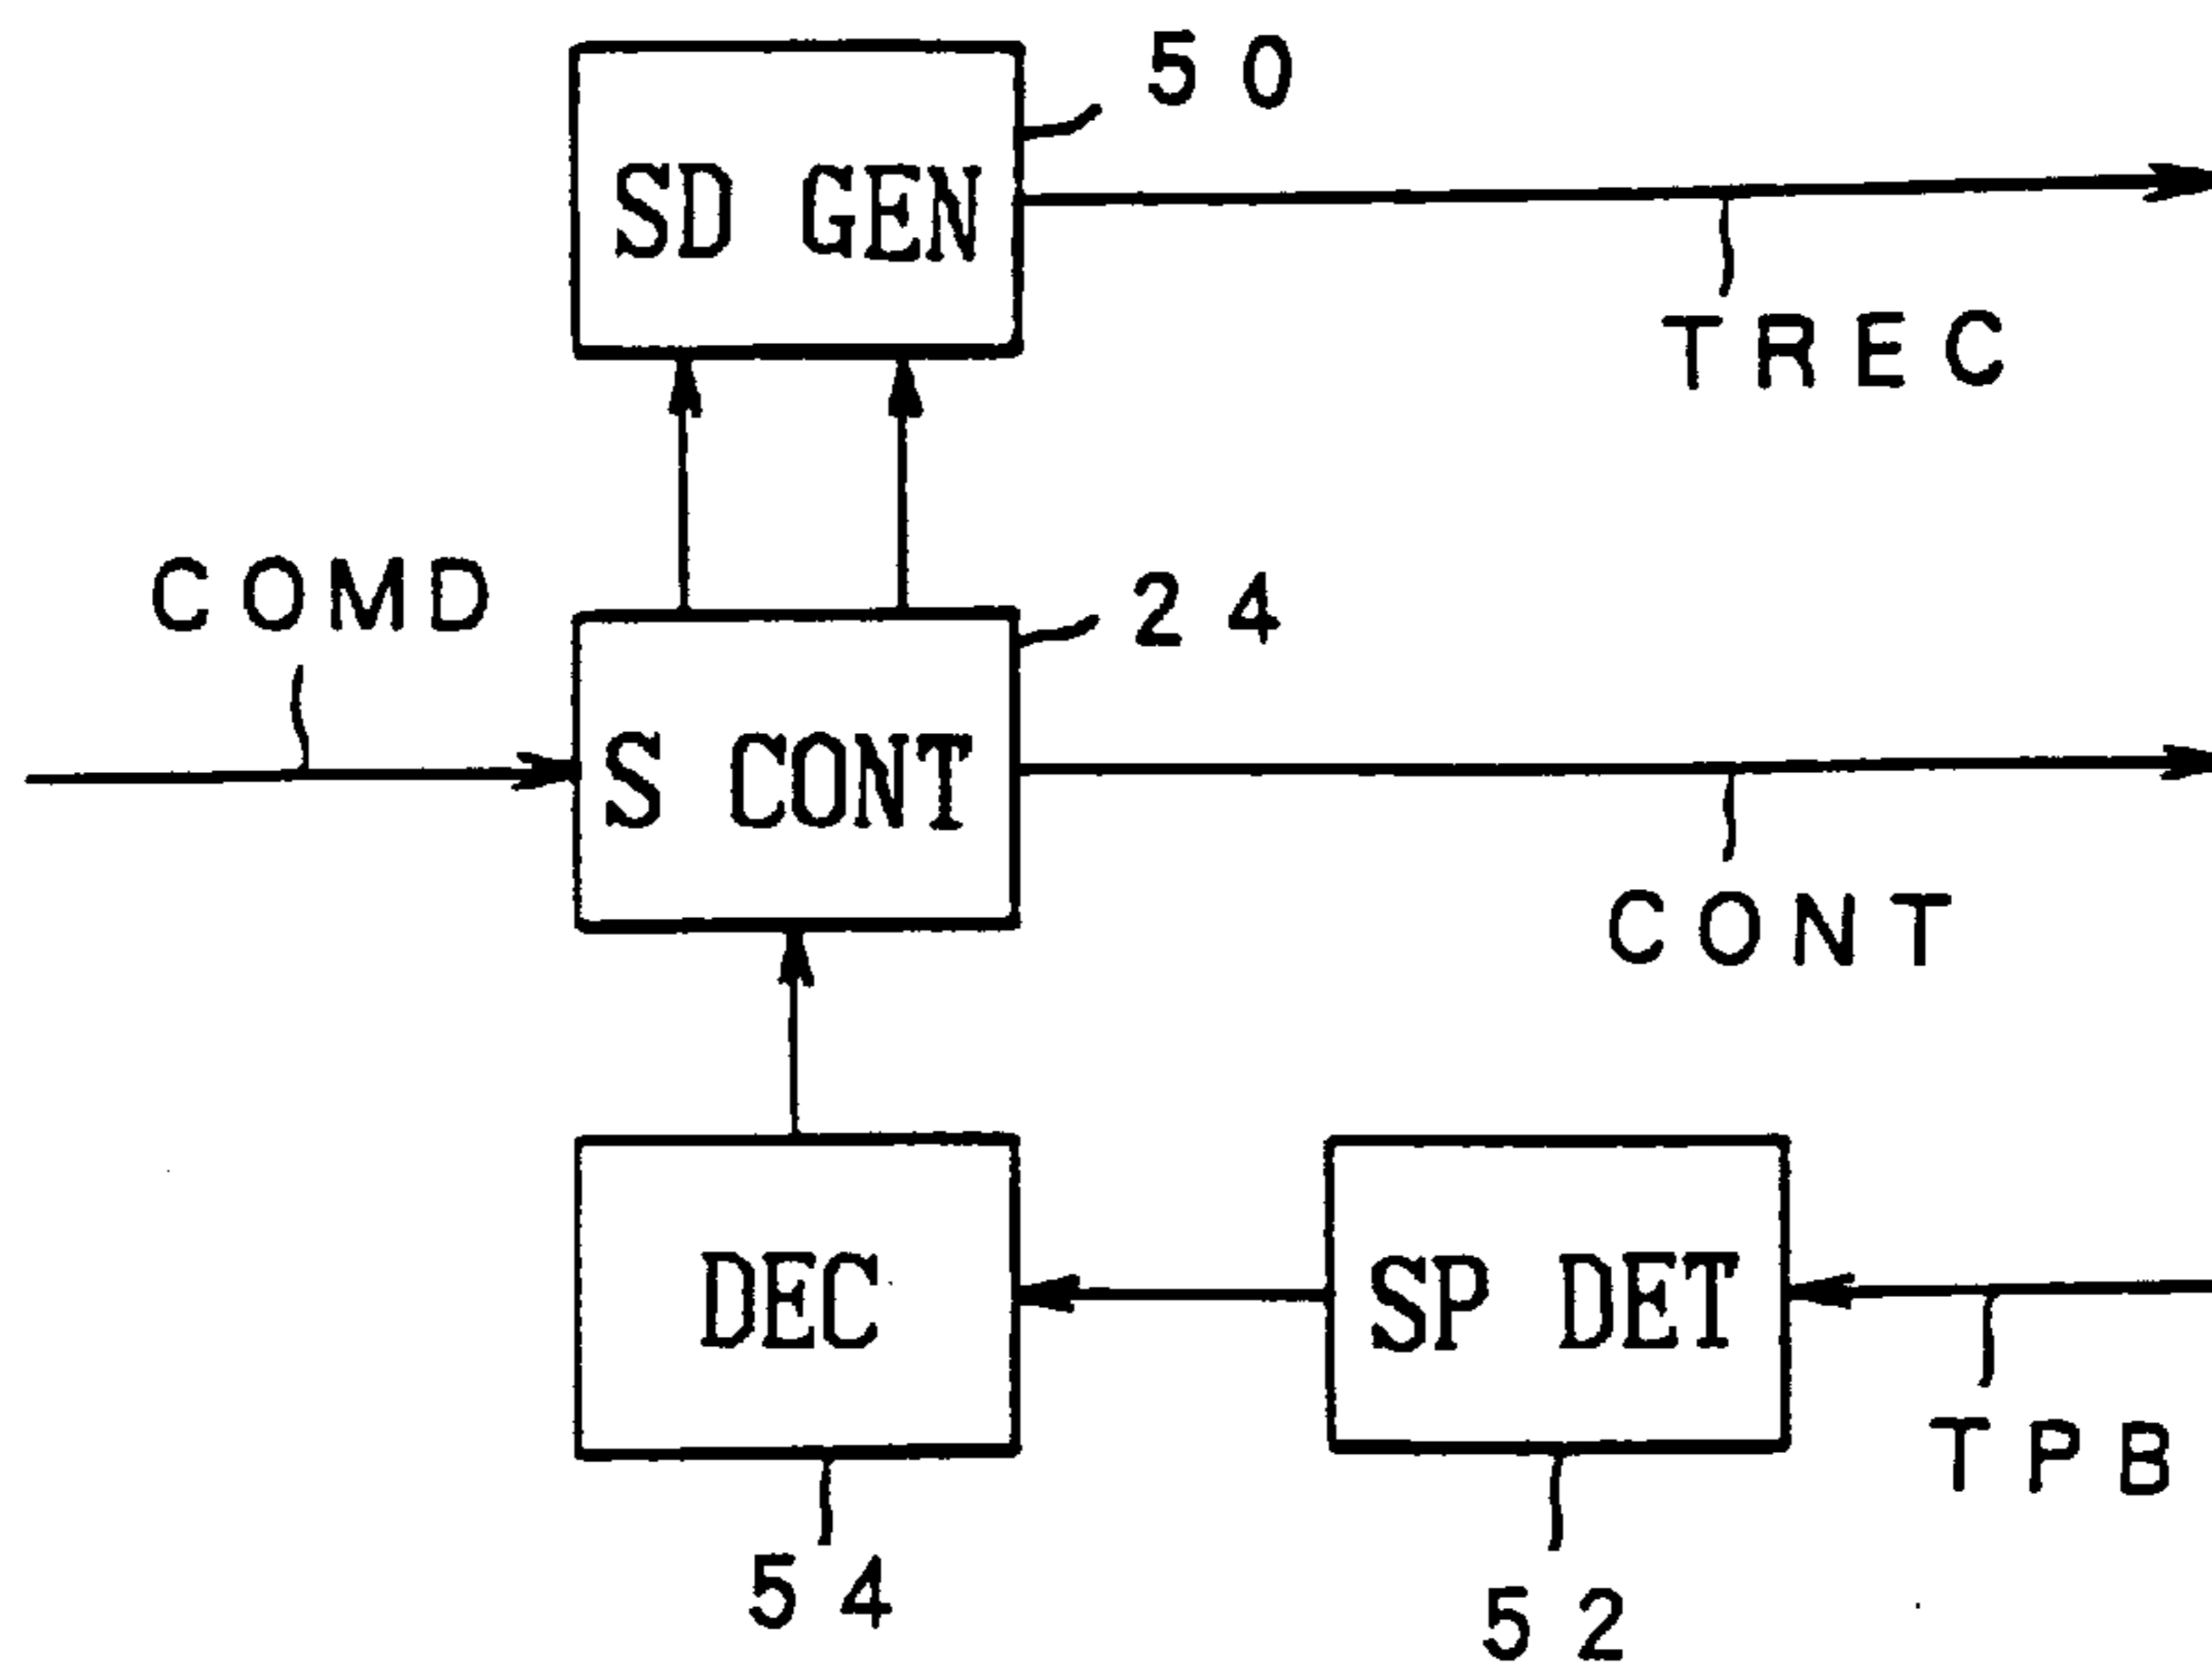 50
SD GEN
TREC
COMD
24
S CONT
CONT
DEC
SP DET
TPB
54
52